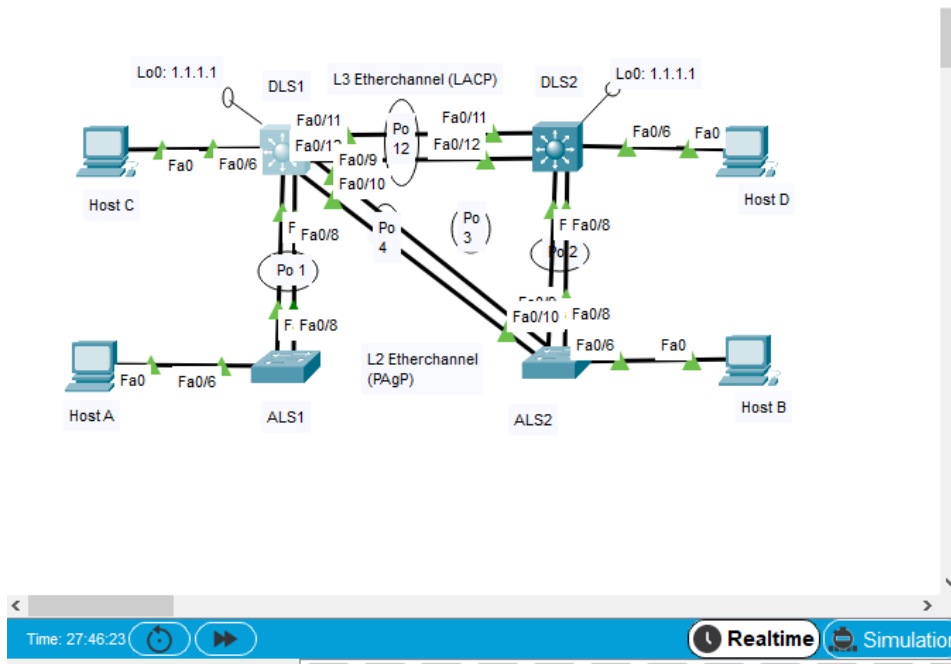 Lo0: 1.1.1.1
DLS1
L3 Etherchannel (LACP)
DLS2
Lo0: 1.1.1.1
Fa0/11
Po
12
Fa0/11
Fa0/12
Fa0/6
Fa0
Fa0
Fa0/6
Fa0/9
Fa0/10
Host C
Host D
Fa0/8
Po
4
Po
3
Fa0/8
Po 1
Po 2
Fa0/8
Fa0/10
Fa0/8
Fa0/6
Fa0
L2 Etherchannel
(PAgP)
Fa0
Fa0/6
Host A
ALS1
ALS2
Host B
Time: 27:46:23
Realtime
Simulation